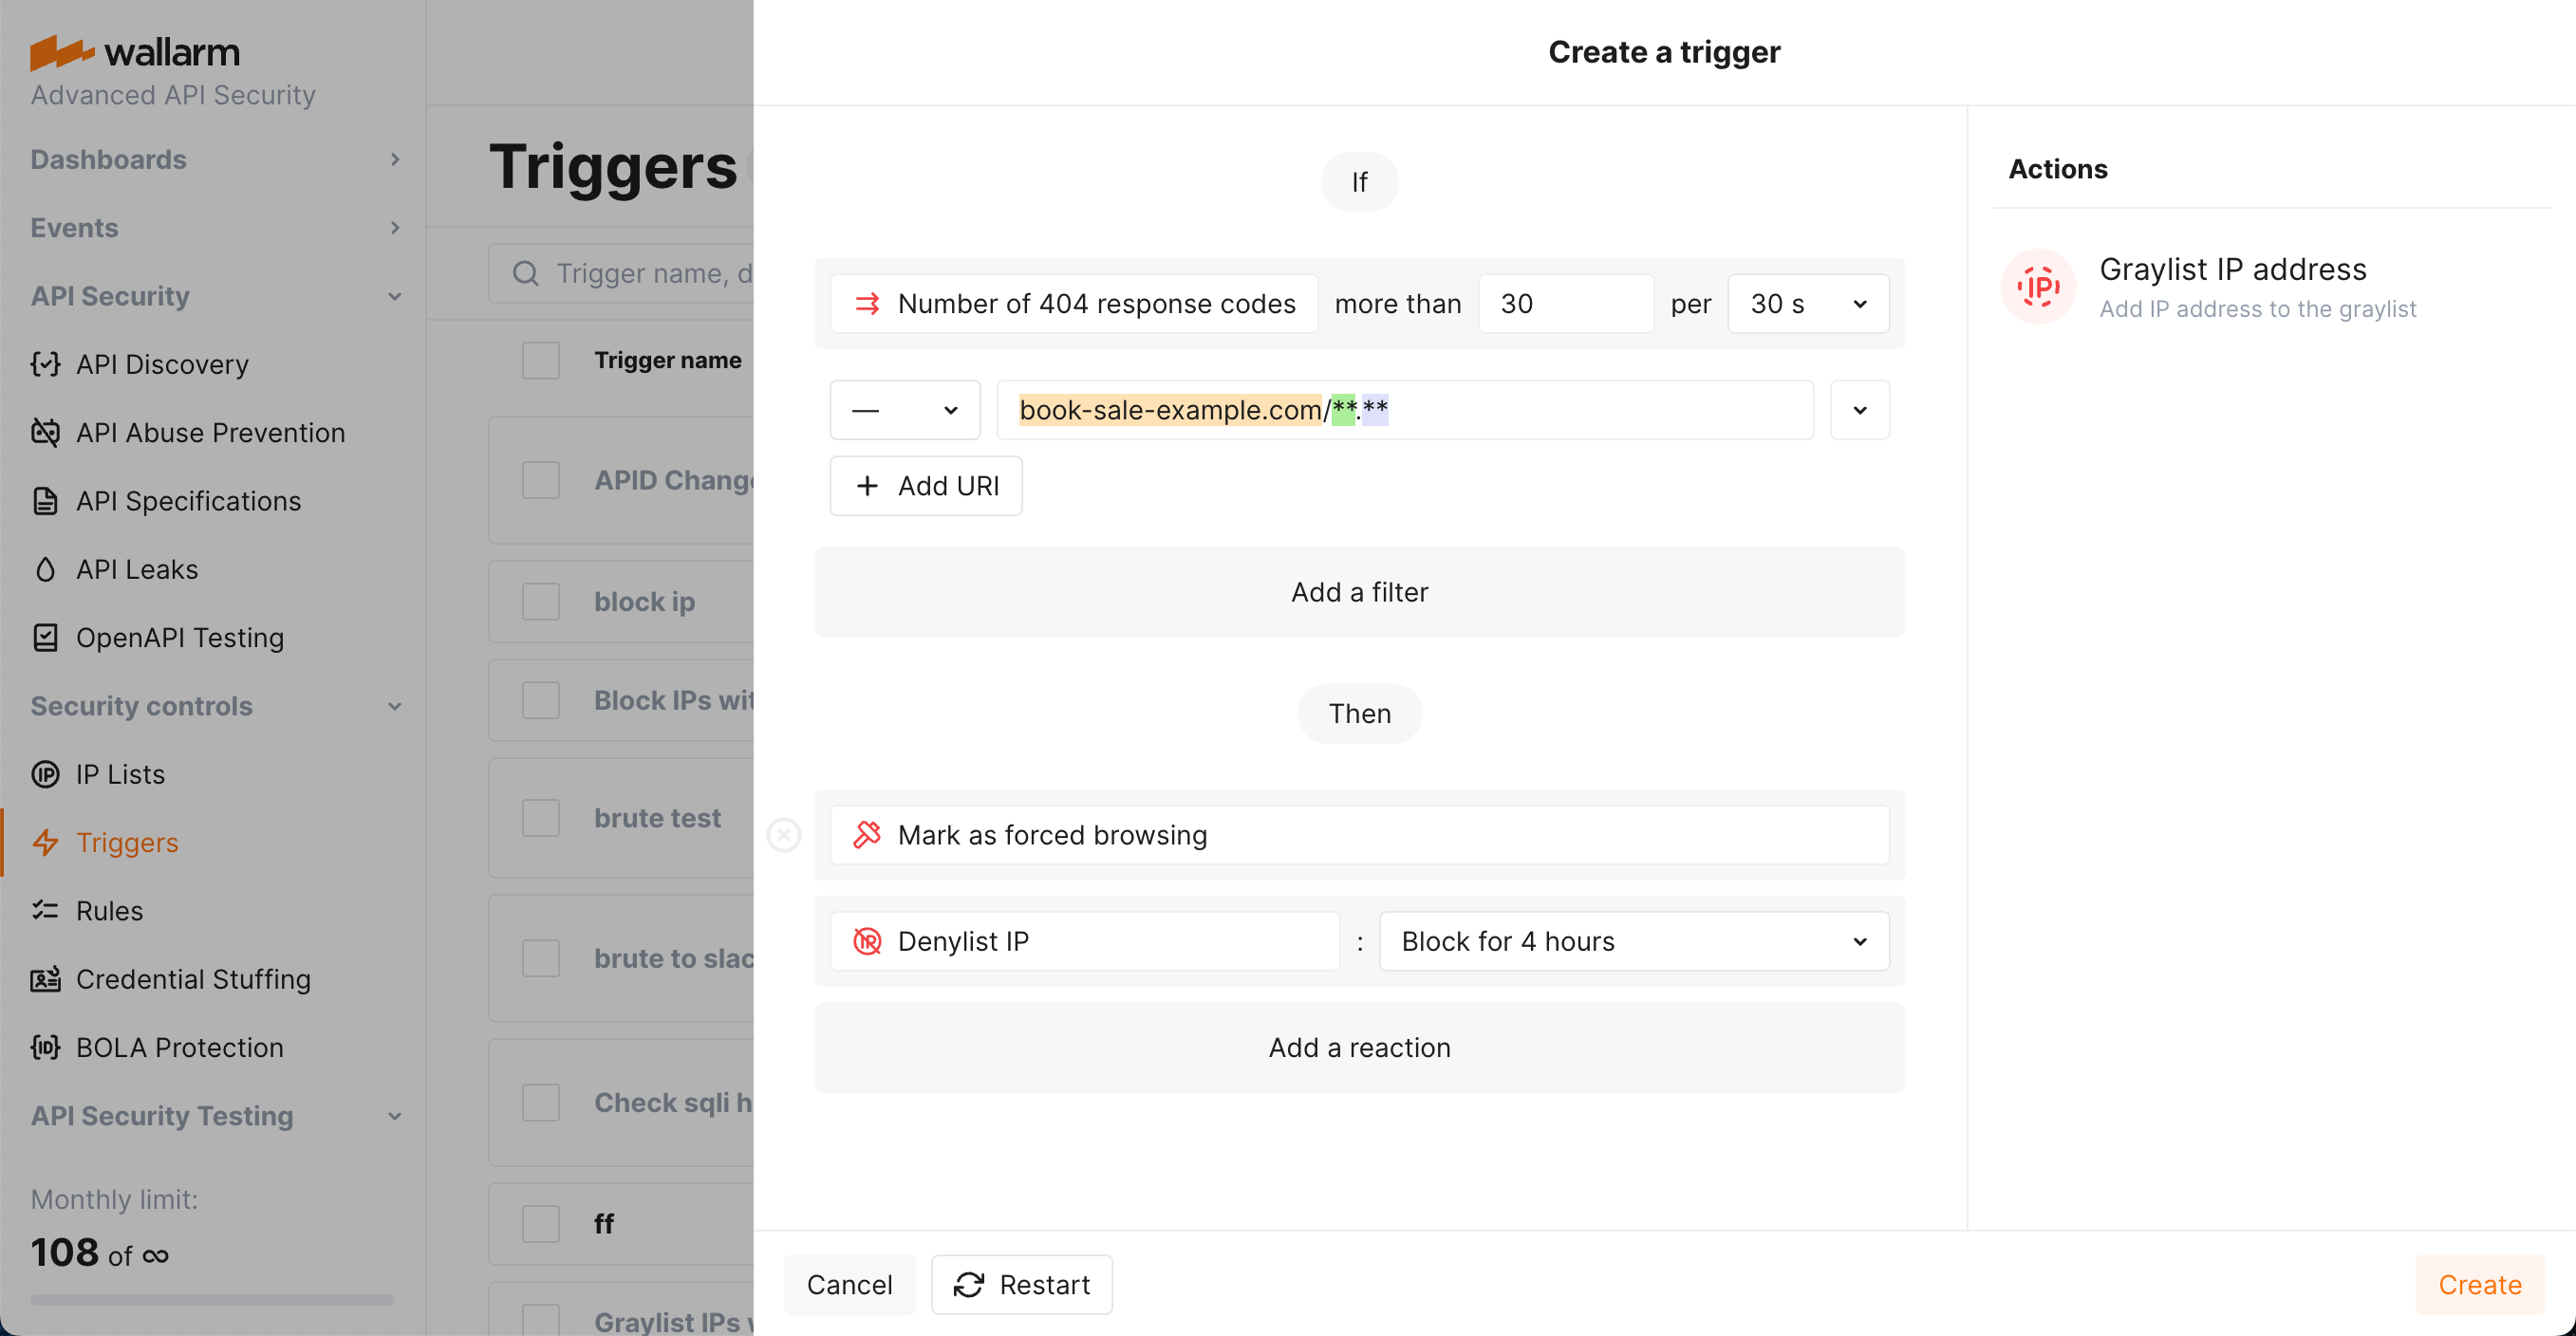 wallarm
Advanced API Security
Dashboards
Events
API Security
API Discovery
API Abuse Prevention
API Specifications
API Leaks
OpenAPI Testing
Security controls
IP Lists
Triggers
Rules
Credential Stuffing
BOLA Protection
API Security Testing
Monthly limit:
108 of ∞
Triggers
Trigger name, d
Trigger name
APID Change
block ip
Block IPs wit
brute test
brute to slac
Check sqli h
ff
Graylist IPs w
Create a trigger
If
Number of 404 response codes more than 30 per 30 s
— book-sale-example.com/**.**
+ Add URI
Add a filter
Then
Mark as forced browsing
Denylist IP : Block for 4 hours
Add a reaction
Cancel Restart
Create
Actions
IP
Graylist IP address
Add IP address to the graylist